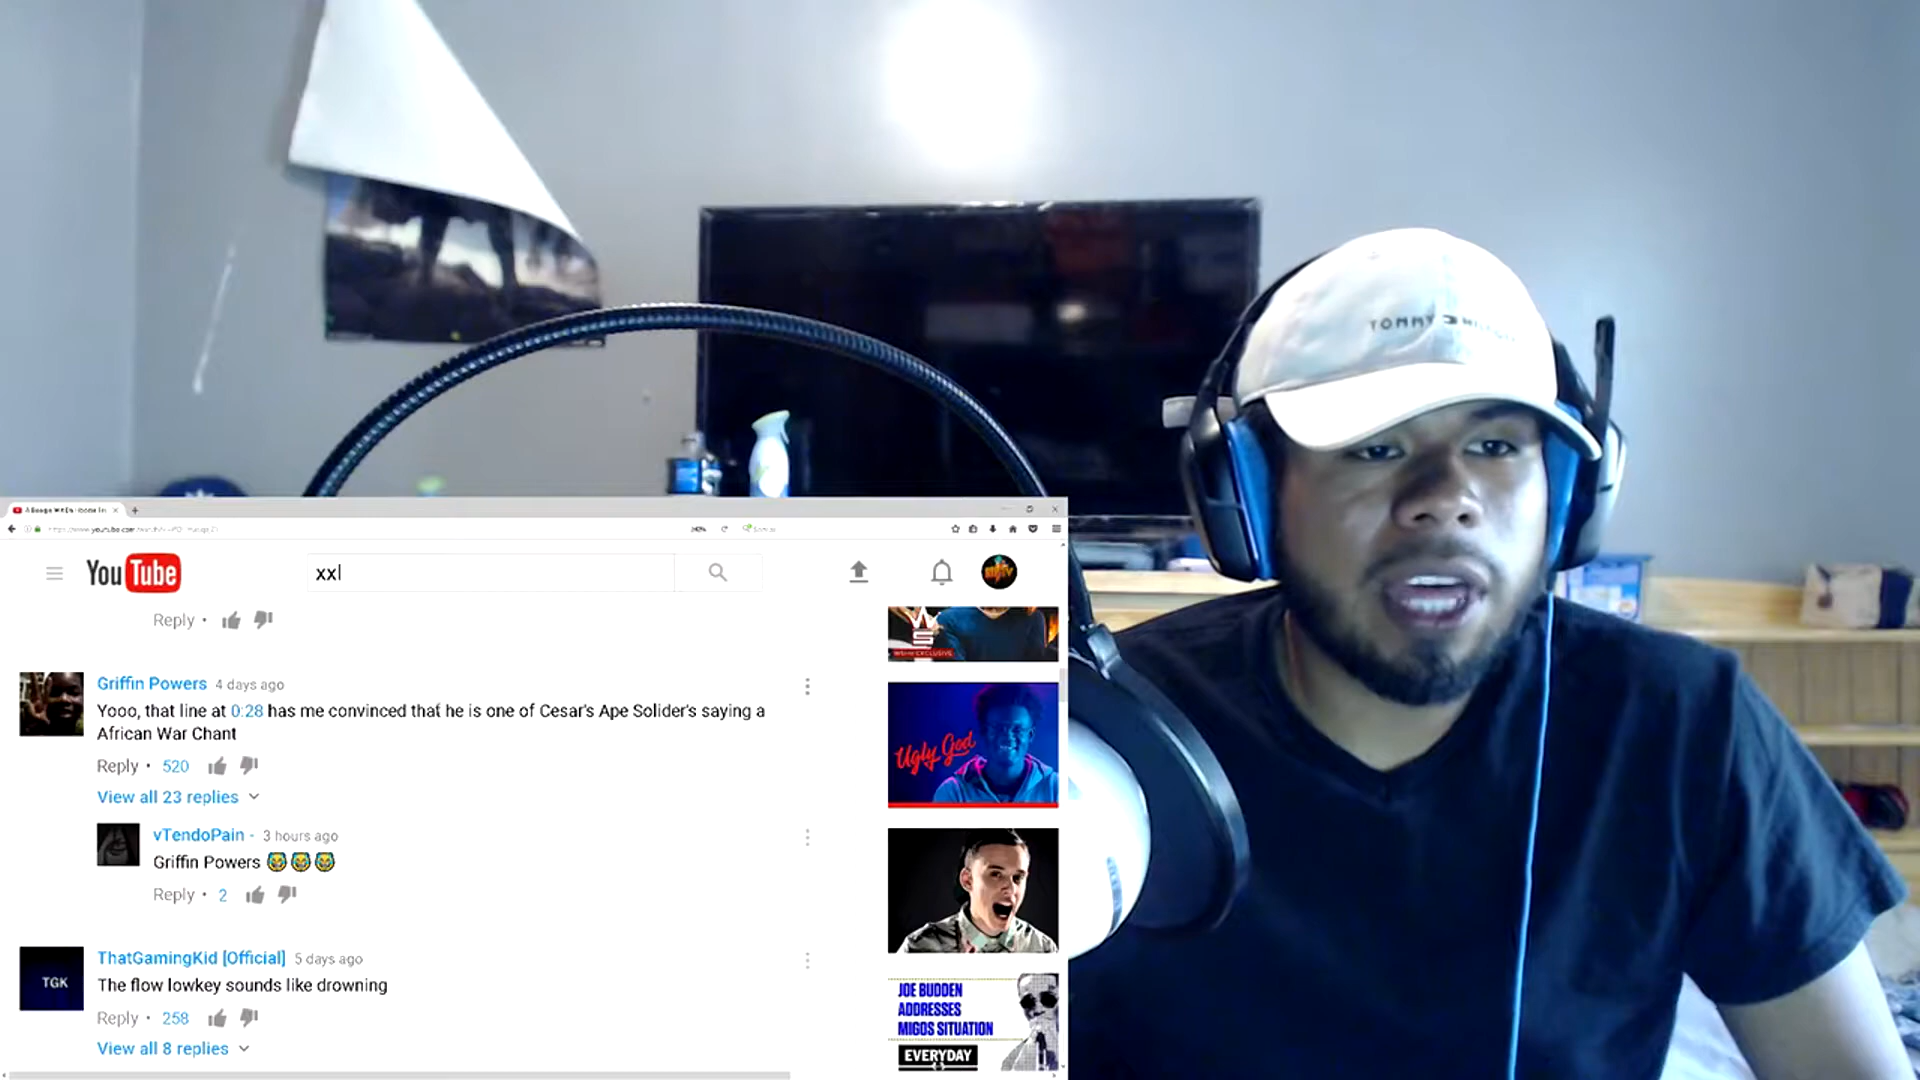 TOMMY
YouTube
xxl
Reply •
Griffin Powers 4 days ago
Yooo, that line at 0:28 has me convinced that he is one of Cesar's Ape Solider's saying a
African War Chant
Reply • 520
View all 23 replies
vTendoPain - 3 hours ago
Griffin Powers 😹😹😹
Reply • 2
TGK
ThatGamingKid [Official] 5 days ago
The flow lowkey sounds like drowning
Reply • 258
View all 8 replies
Ugly God
JOE BUDDEN
ADDRESSES
MIGOS SITUATION
EVERYDAY